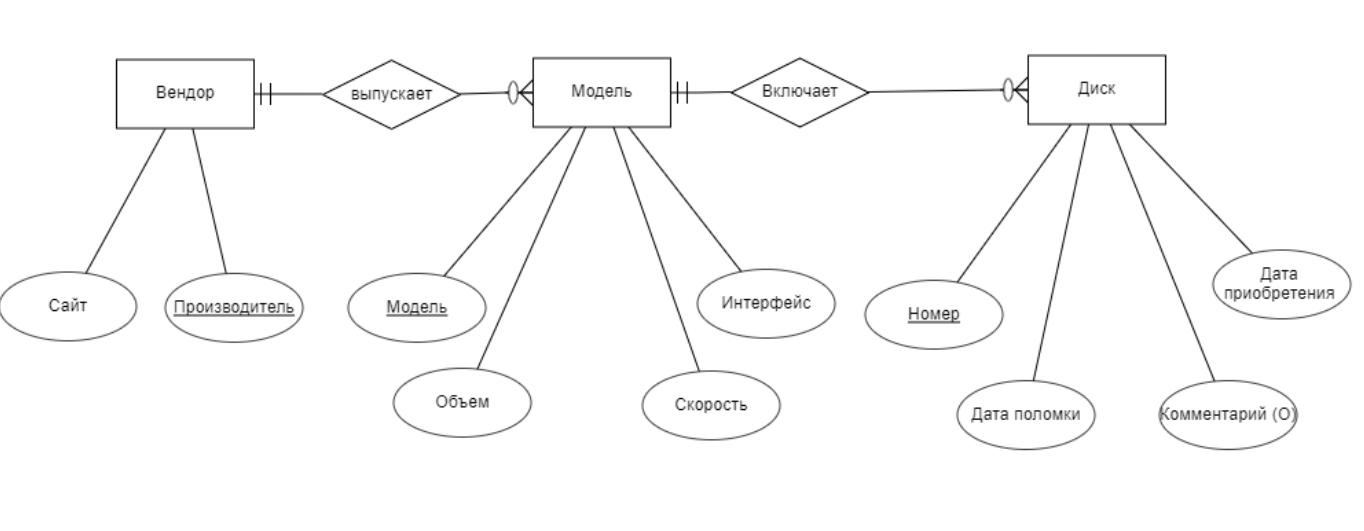 Вендор
выпускает
Модель
Включает
Диск
Сайт
Производитель
Модель
Объем
Скорость
Интерфейс
Номер
Дата поломки
Комментарий (О)
Дата
приобретения